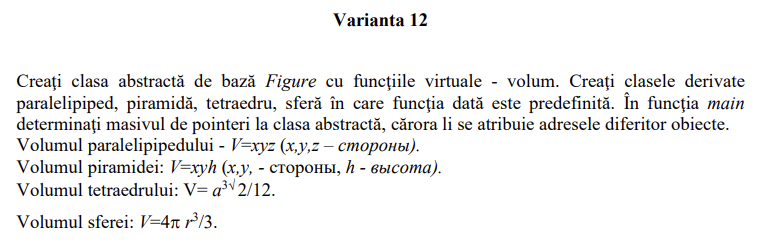 Varianta 12
Creaţi clasa abstractă de bază Figure cu funcţiile virtuale - volum. Creaţi clasele derivate
paralelipiped, piramidă, tetraedru, sferă în care funcţia dată este predefinită. În funcţia main
determinaţi masivul de pointeri la clasa abstractă, cărora li se atribuie adresele diferitor obiecte.
Volumul paralelipipedului - V=xyz (x,y,z – стороны).
Volumul piramidei: V=xyh (x,y, - стороны, h - высота).
Volumul tetraedrului: V= a³√2/12.
Volumul sferei: V=4π r³/3.